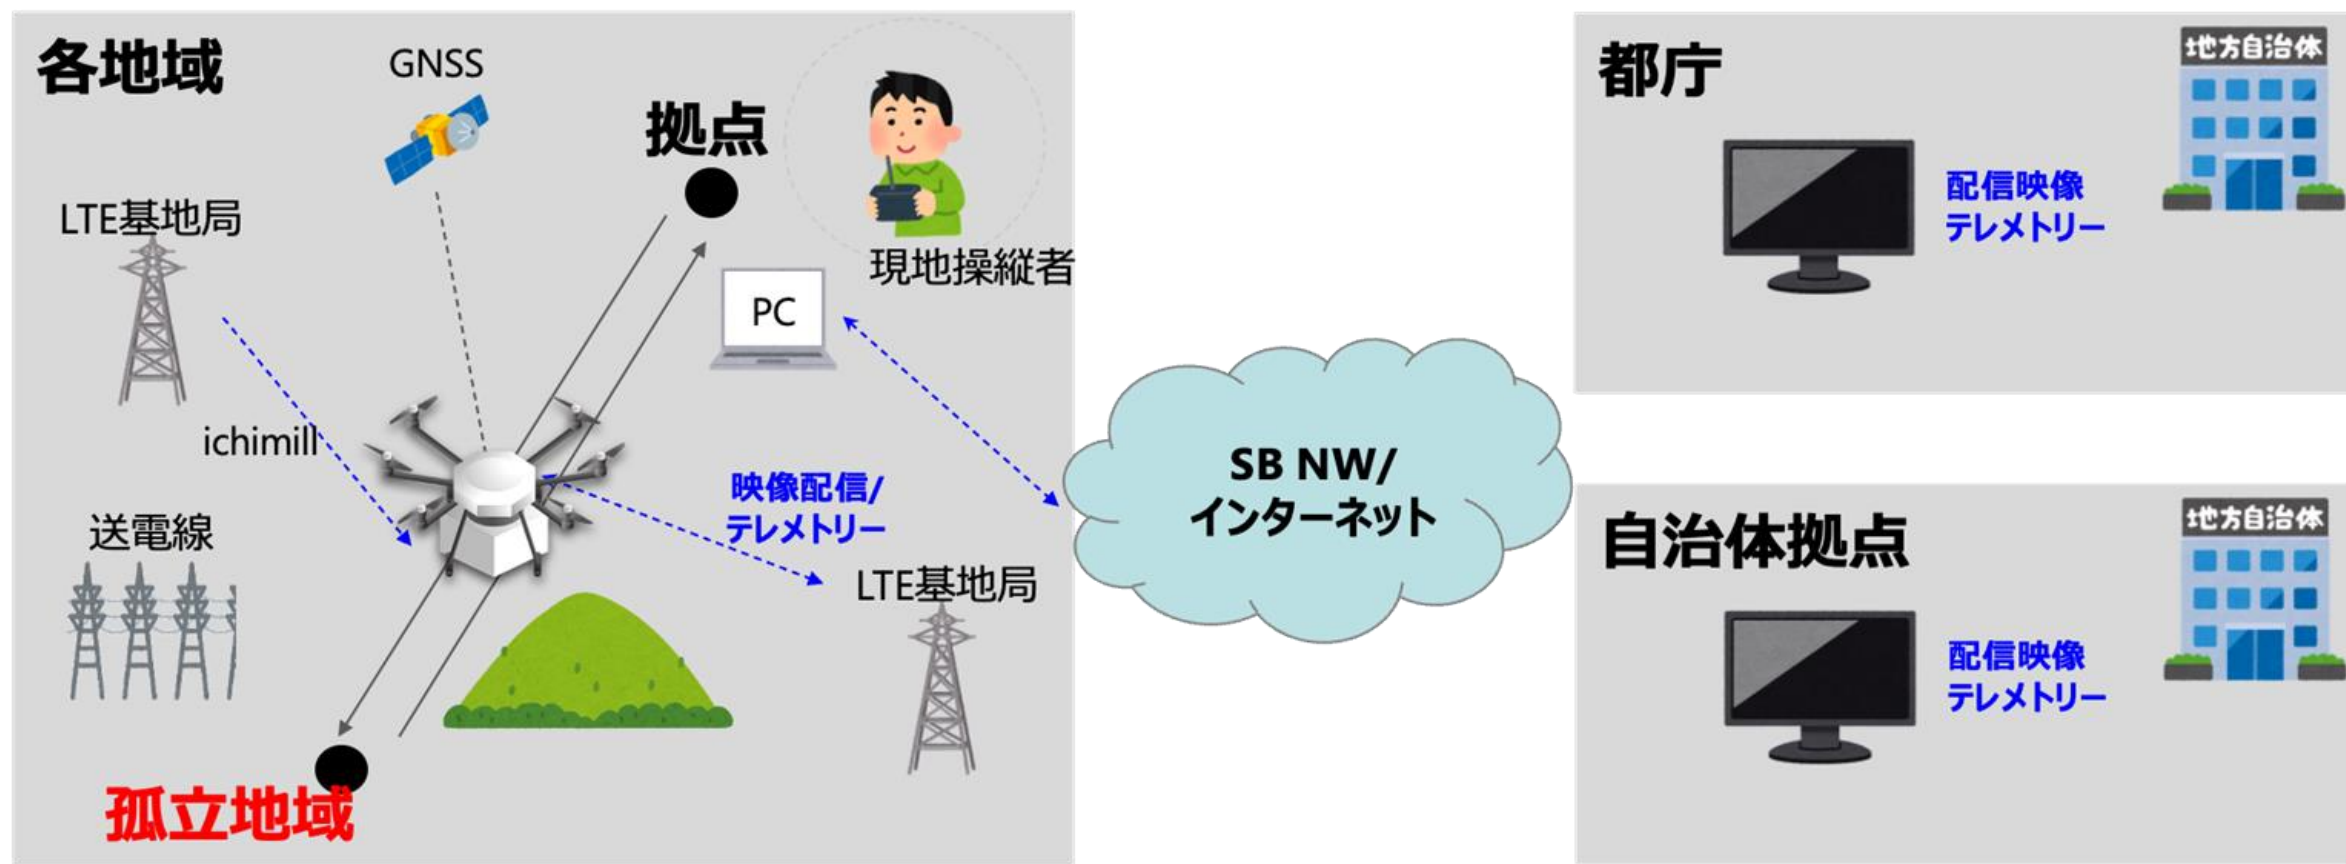 各地域
GNSS
拠点
LTE基地局
現地操縦者
PC
ichimill
映像配信/
テレメトリー
送電線
LTE基地局
孤立地域
SB NW/
インターネット
都庁
地方自治体
配信映像
テレメトリー
自治体拠点
地方自治体
配信映像
テレメトリー